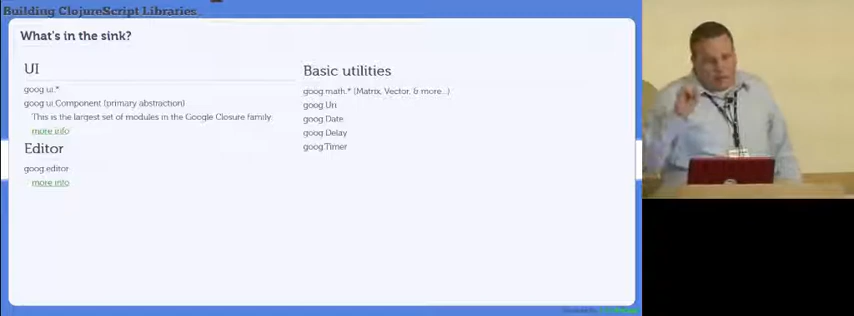 Building ClojureScript Libraries
What's in the sink?
UI
goog.ui.*
goog.ui.Component (primary abstraction)
This is the largest set of modules in the Google Closure family.
more info
Editor
goog.editor
more info
Basic utilities
goog.math.* (Matrix, Vector, & more...)
goog.Uri
goog.Date
goog.Delay
goog.Timer